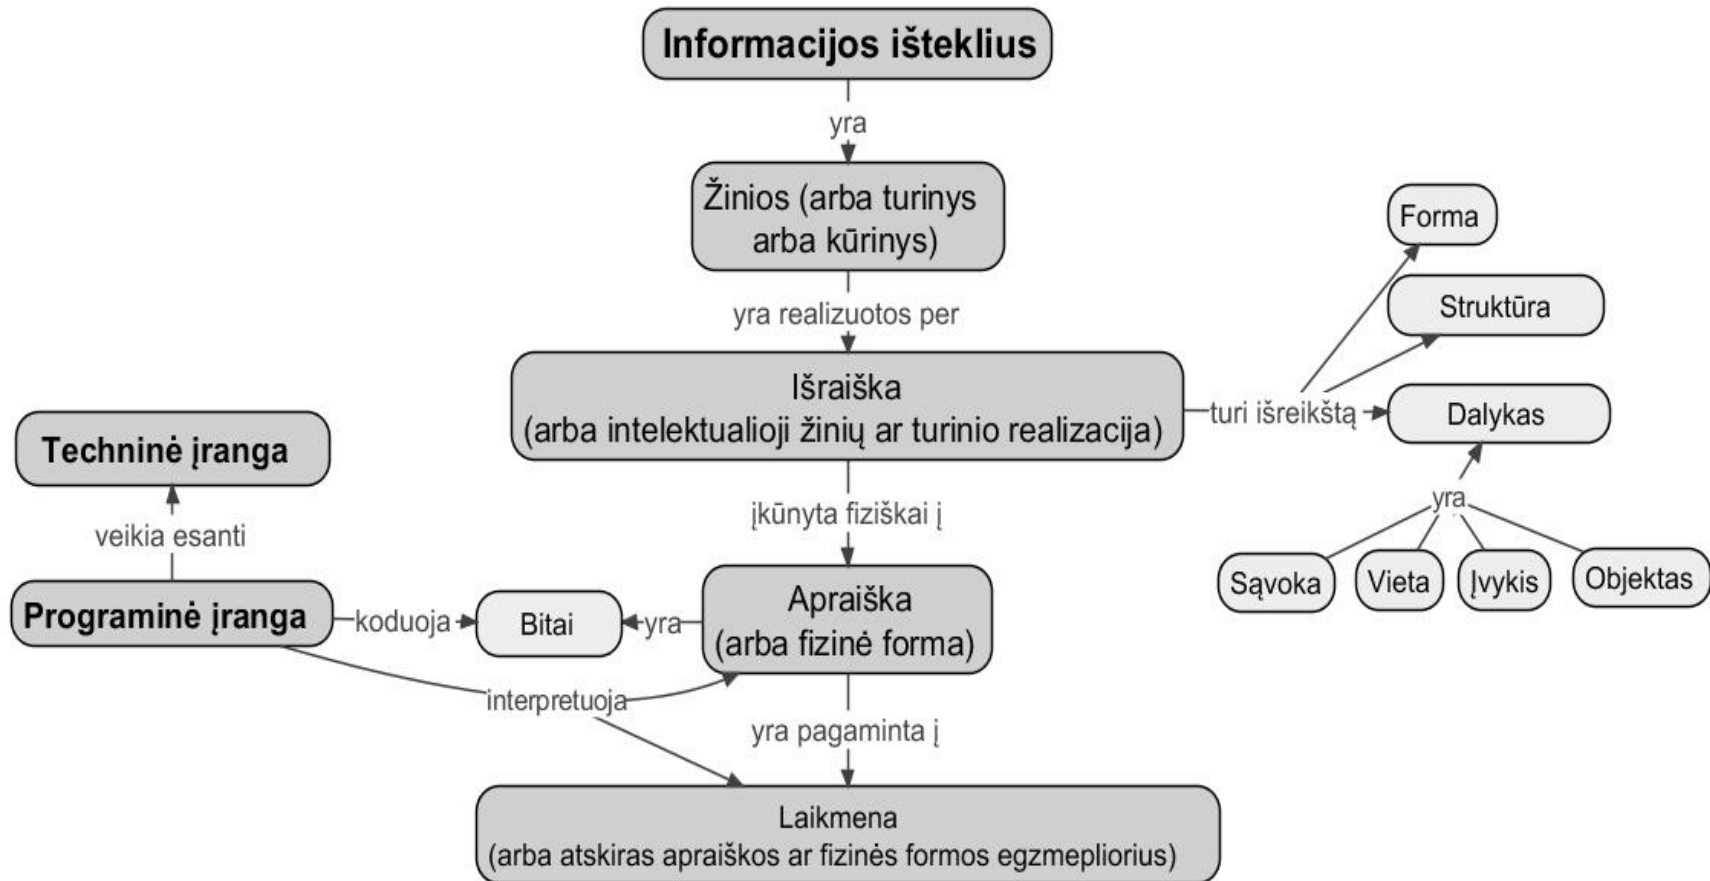 Informacijos išteklius
yra
Žinios (arba turinys
arba kūrinys)
yra realizuotos per
Išraiška
(arba intelektualioji žinių ar turinio realizacija)
turi išreikštą
Forma
Struktūra
Dalykas
yra
Sąvoka
Vieta
Įvykis
Objektas
įkūnyta fiziškai į
Techninė įranga
veikia esanti
Programinė įranga
koduoja
Bitai
yra
Apraiška
(arba fizinė forma)
interpretuoja
yra pagaminta į
Laikmena
(arba atskiras apraiškos ar fizinės formos egzmepliorius)